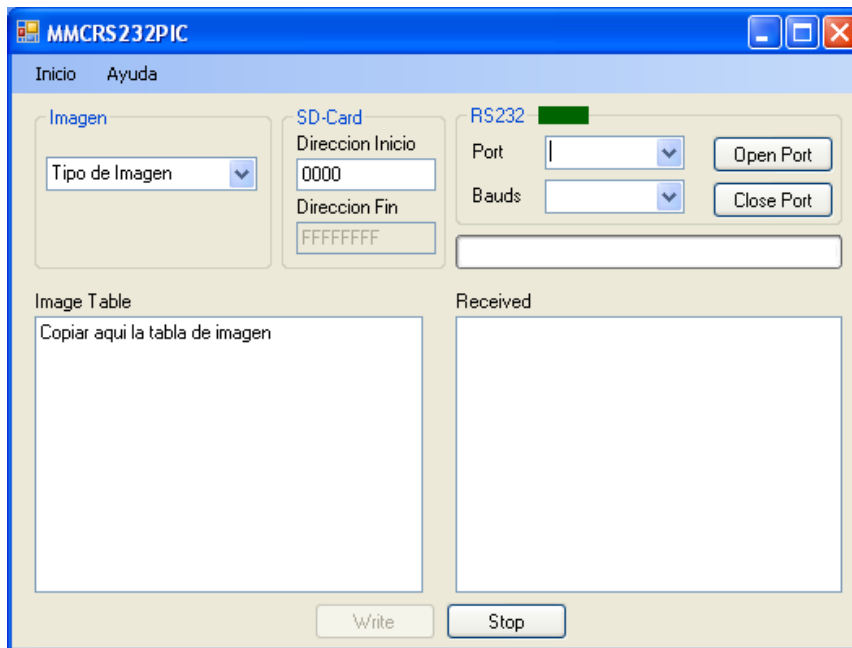 MMCRS232PIC
Inicio Ayuda
Imagen
Tipo de Imagen
SD-Card
Direccion Inicio
0000
Direccion Fin
FFFFFFFF
RS232
Port
Open Port
Bauds
Close Port
Image Table
Copiar aqui la tabla de imagen
Received
Write
Stop